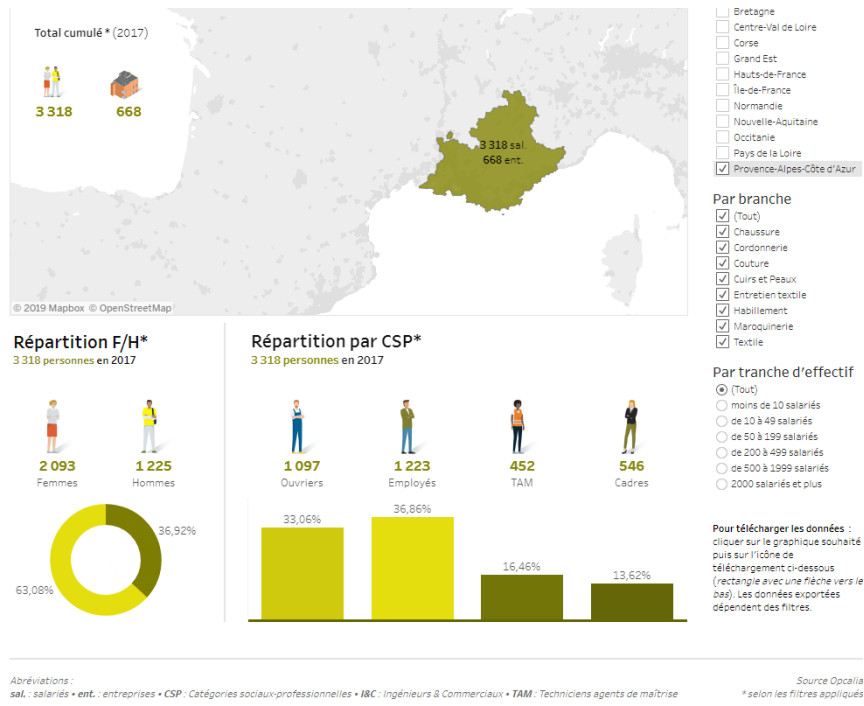 Total cumulé * (2017)
3 318
668
3 318 sal.
668 ent.
© 2019 Mapbox © OpenStreetMap
Bretagne
Centre-Val de Loire
Corse
Grand Est
Hauts-de-France
Île-de-France
Normandie
Nouvelle-Aquitaine
Occitanie
Pays de la Loire
Provence-Alpes-Côte d'Azur
Par branche
(Tout)
Chaussure
Cordonnerie
Couture
Cuirs et Peaux
Entretien textile
Habillement
Maroquinerie
Textile
Par tranche d'effectif
(Tout)
moins de 10 salariés
de 10 à 49 salariés
de 50 à 199 salariés
de 200 à 499 salariés
de 500 à 1999 salariés
2000 salariés et plus
Pour télécharger les données :
cliquer sur le graphique souhaité
puis sur l'icône de
téléchargement ci-dessous
(rectangle avec une flèche vers le
bas). Les données exportées
dépendent des filtres.
Répartition F/H*
3 318 personnes en 2017
2 093
Femmes
1 225
Hommes
36,92%
63,08%
Répartition par CSP*
3 318 personnes en 2017
1 097
Ouvriers
1 223
Employés
452
TAM
546
Cadres
33,06%
36,86%
16,46%
13,62%
Abréviations :
sal. : salariés • ent. : entreprises • CSP : Catégories sociaux-professionnelles • I&C : Ingénieurs & Commerciaux • TAM : Techniciens agents de maîtrise
Source Opcalia
* selon les filtres appliqués